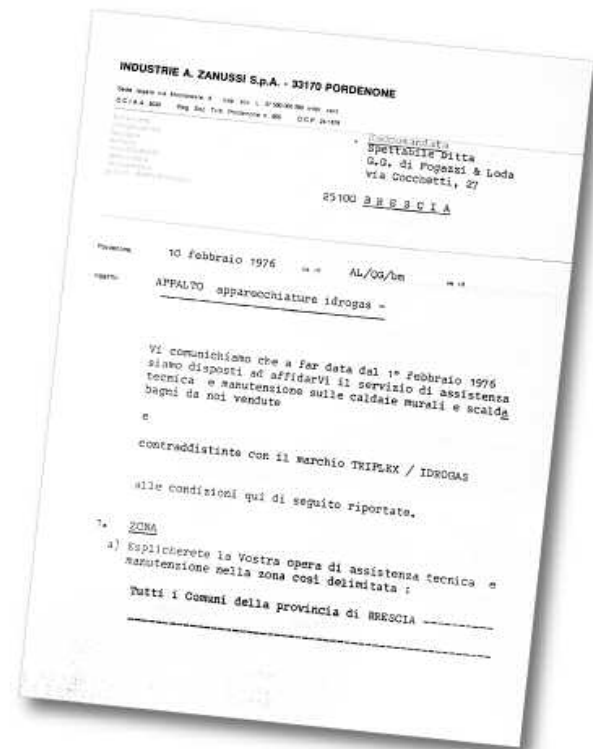 INDUSTRIE A. ZANUSSI S.p.A. - 33170 PORDENONE
Raccomandata
Spettabile Ditta
G.G. di Fogazzi & Loda
via Cocchetti, 27
25100 BRESCIA
Pordenone 10 febbraio 1976 AL/OG/bm
oggetto APPALTO apparecchiature idrogas -
Vi comunichiamo che a far data dal 1° Febbraio 1976
siamo disposti ad affidarVi il servizio di assistenza
tecnica e manutenzione sulle caldaie murali e scalda
bagni da noi vendute
e
contraddistinte con il marchio TRIPLEX / IDROGAS
alle condizioni qui di seguito riportate.
1. ZONA
a) Esplicherete la Vostra opera di assistenza tecnica e
manutenzione nella zona così delimitata :
Tutti i Comuni della provincia di BRESCIA